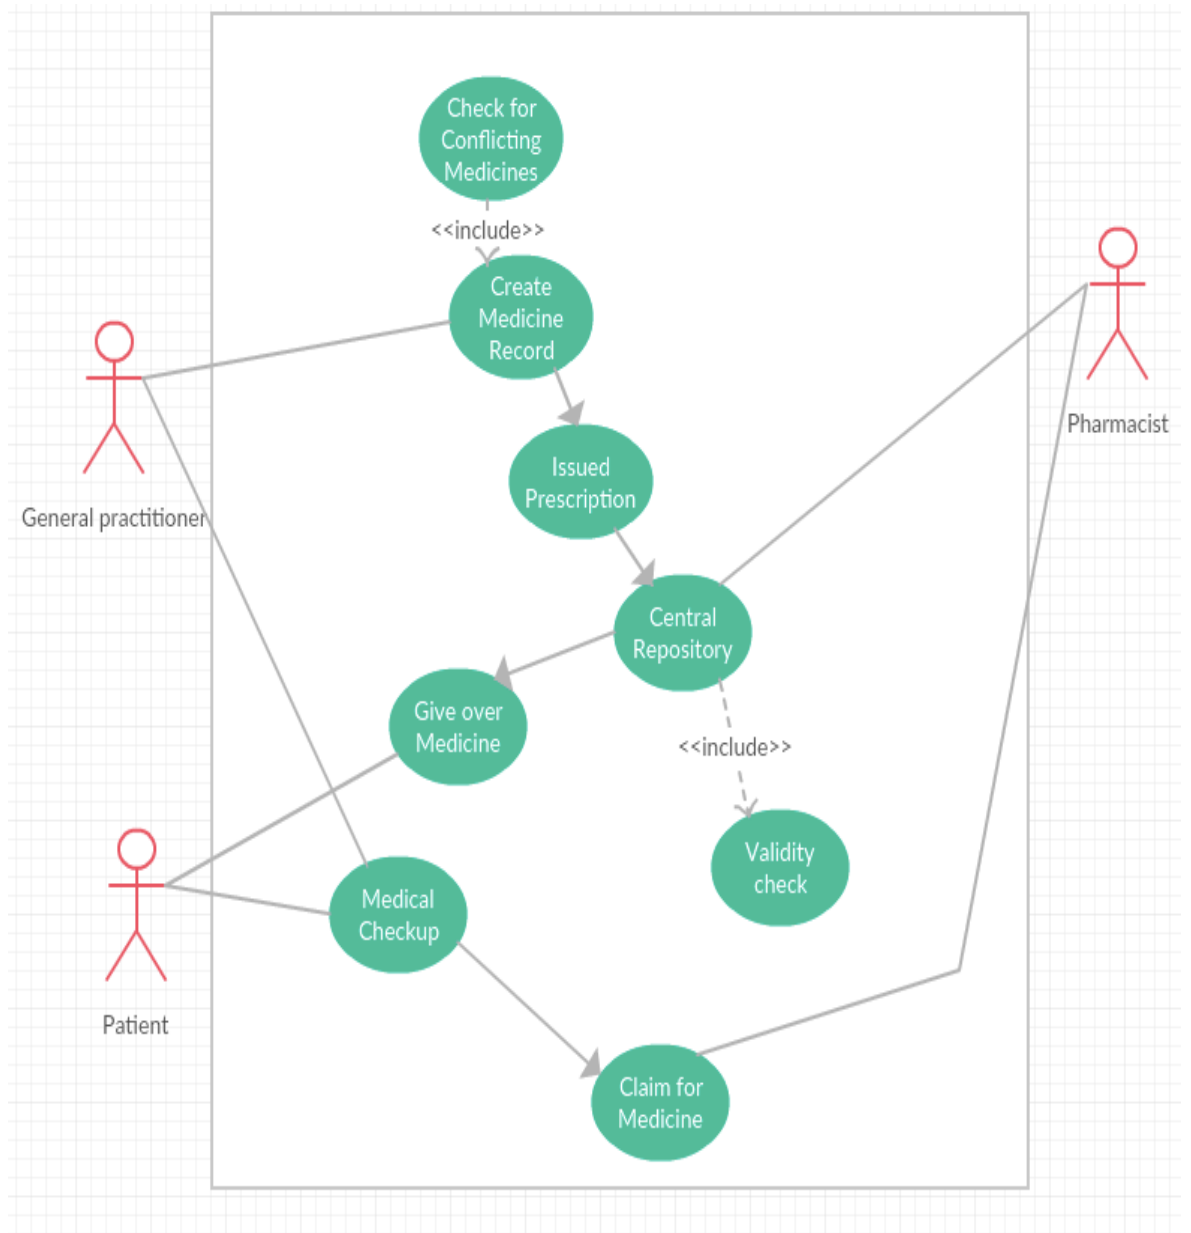 Check for
Conflicting
Medicines
<<include>>
Create
Medicine
Record
Pharmacist
Issued
Prescription
General practitioner
Central
Repository
Give over
Medicine
<<include>>
Validity
check
Medical
Checkup
Patient
Claim for
Medicine